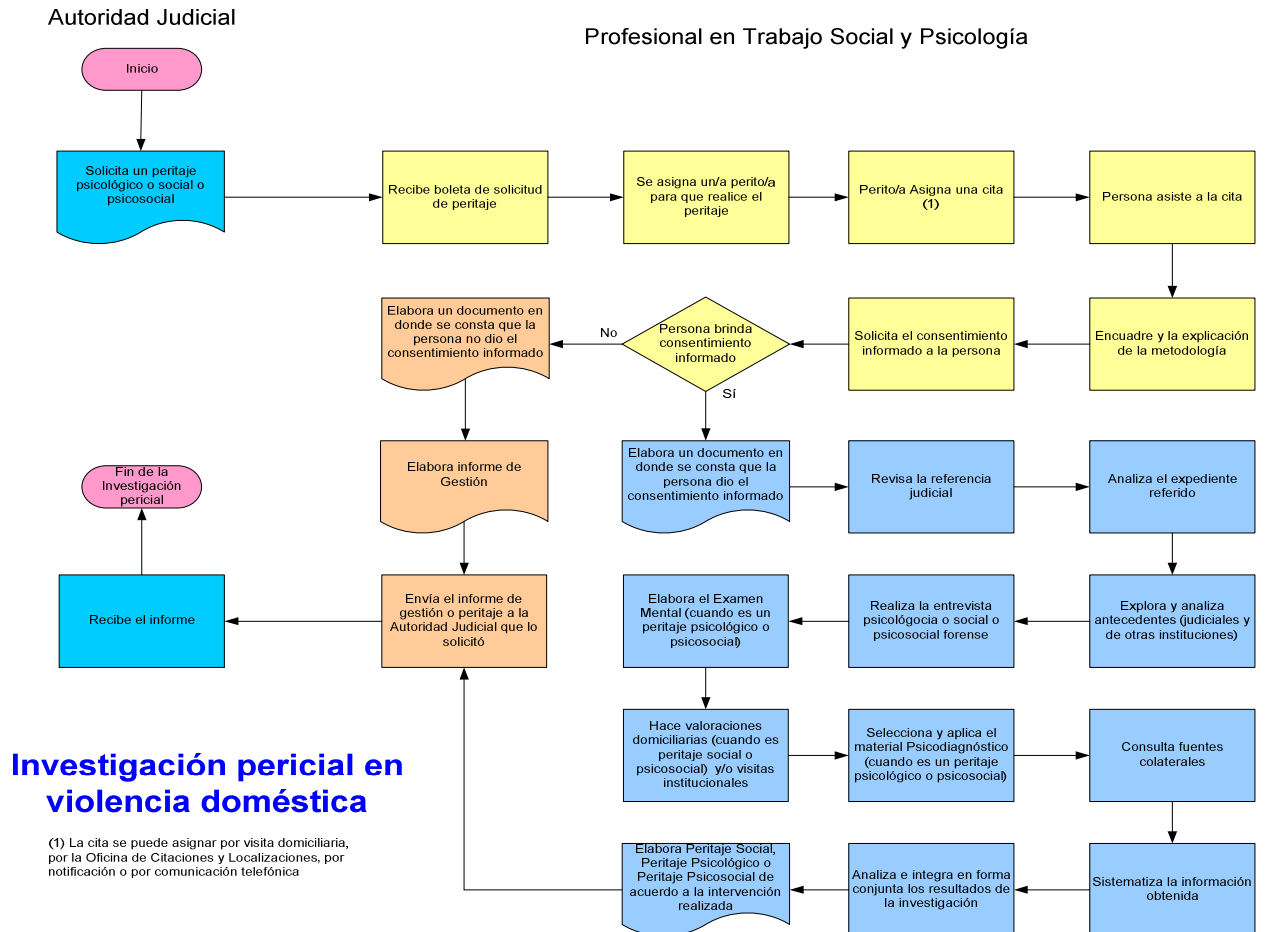 Autoridad Judicial
Profesional en Trabajo Social y Psicología
Inicio
Solicita un peritaje
psicológico o social o
psicosocial
Recibe boleta de solicitud
de peritaje
Se asigna un/a perito/a
para que realice el
peritaje
Perito/a Asigna una cita
(1)
Persona asiste a la cita
Elabora un documento en
donde se consta que la
persona no dio el
consentimiento informado
No
Persona brinda
consentimiento
informado
Sí
Solicita el consentimiento
informado a la persona
Encuadre y la explicación
de la metodología
Fin de la
Investigación
pericial
Elabora informe de
Gestión
Elabora un documento en
donde se consta que la
persona dio el
consentimiento informado
Revisa la referencia
judicial
Analiza el expediente
referido
Recibe el informe
Envía el informe de
gestión o peritaje a la
Autoridad Judicial que lo
solicitó
Elabora el Examen
Mental (cuando es un
peritaje psicológico o
psicosocial)
Realiza la entrevista
psicológocia o social o
psicosocial forense
Explora y analiza
antecedentes (judiciales y
de otras instituciones)
Hace valoraciones
domiciliarias (cuando es
peritaje social o
psicosocial) y/o visitas
institucionales
Selecciona y aplica el
material Psicodiagnóstico
(cuando es un peritaje
psicológico o psicosocial)
Consulta fuentes
colaterales
Investigación pericial en
violencia doméstica
(1) La cita se puede asignar por visita domiciliaria,
por la Oficina de Citaciones y Localizaciones, por
notificación o por comunicación telefónica
Elabora Peritaje Social,
Peritaje Psicológico o
Peritaje Psicosocial de
acuerdo a la intervención
realizada
Analiza e integra en forma
conjunta los resultados de
la investigación
Sistematiza la información
obtenida